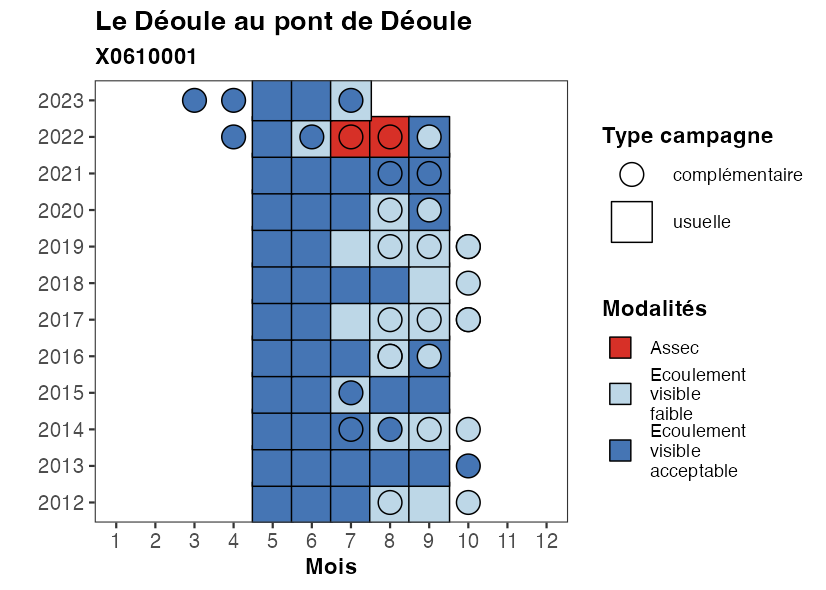 Le Déoule au pont de Déoule
X0610001
2023
2022
2021
2020
2019
2018
2017
2016
2015
2014
2013
2012
1 2 3 4 5 6 7 8 9 10 11 12
Mois
Type campagne
complémentaire
usuelle
Modalités
Assec
Ecoulement
visible
faible
Ecoulement
visible
acceptable